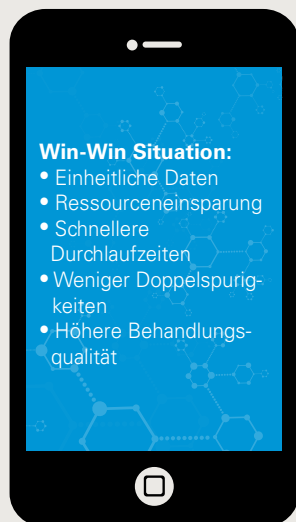 Win-Win Situation:
• Einheitliche Daten
• Ressourceneinsparung
• Schnellere
Durchlaufzeiten
• Weniger Doppelspurig-
keiten
• Höhere Behandlungs-
qualität